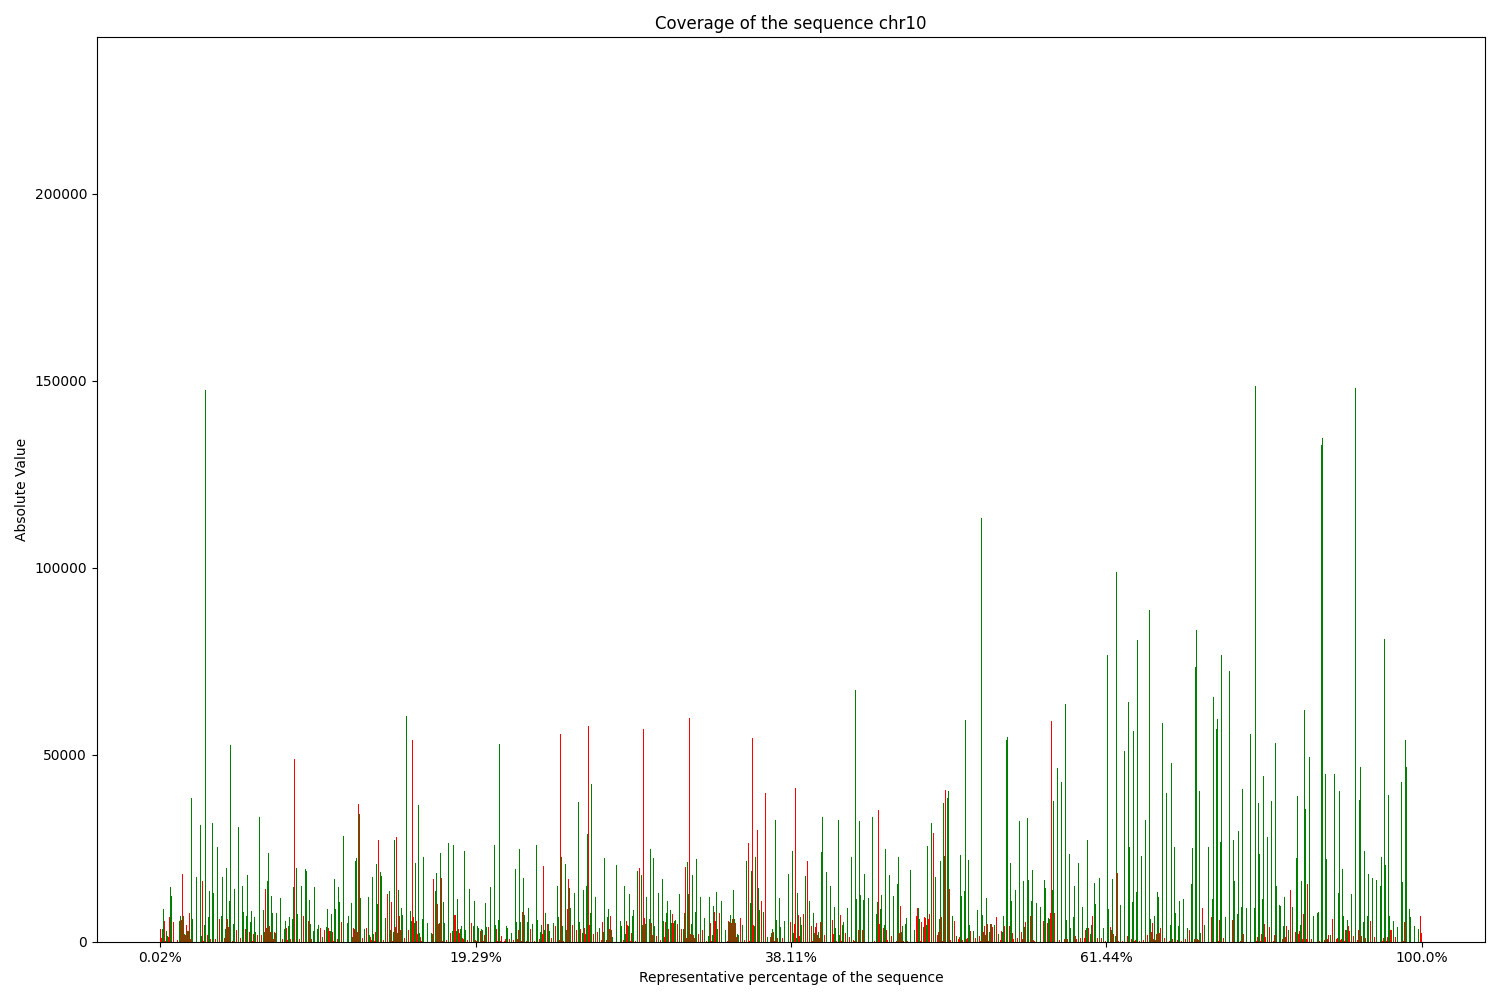 Coverage of the sequence chr10
200000
150000
100000
50000
0
Absolute Value
0.02% 19.29% 38.11% 61.44% 100.0%
Representative percentage of the sequence